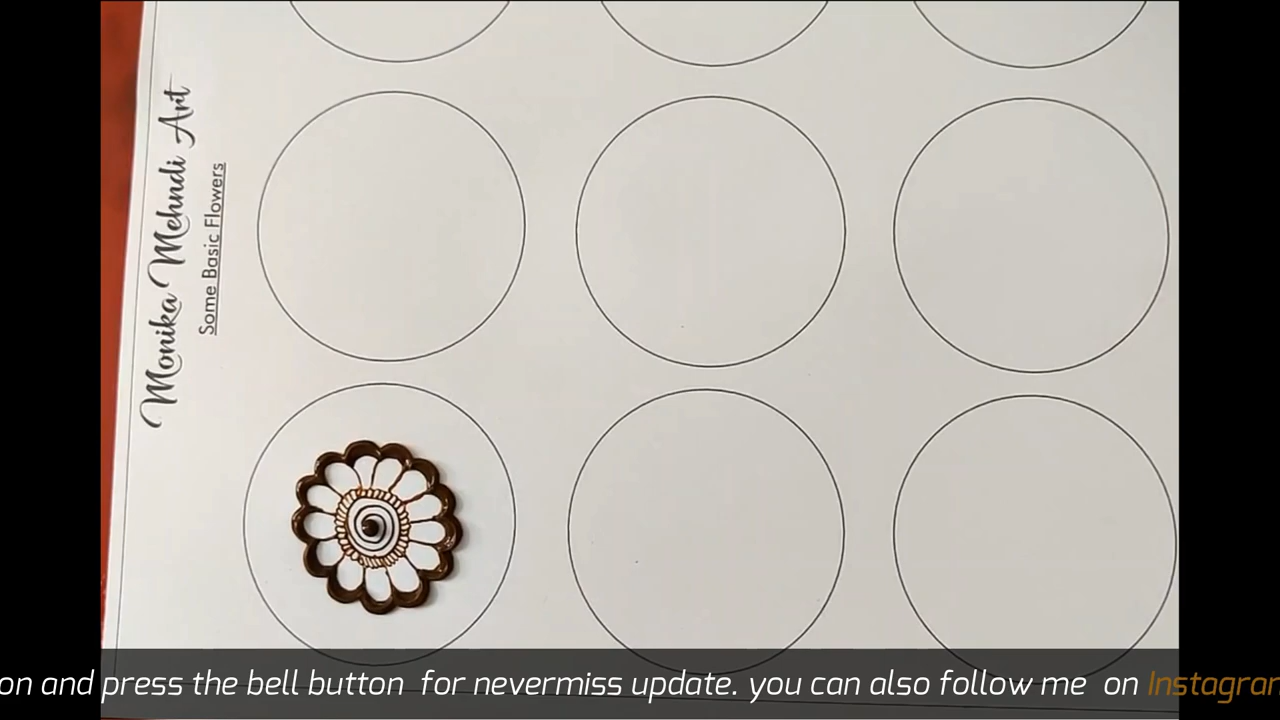 Monika Mehndi Art
Some Basic Flowers
on and press the bell button for nevermiss update. you can also follow me on Instagram